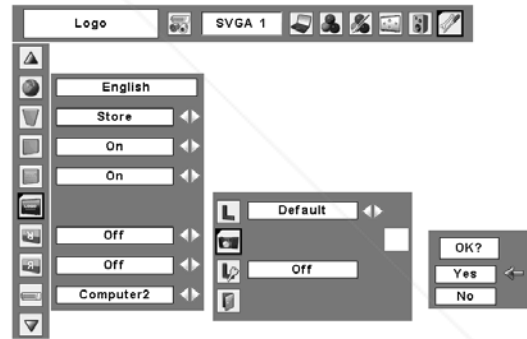 Logo
SVGA 1
English
Store
On
On
Off
Off
Computer2
Default
Off
OK?
Yes
No